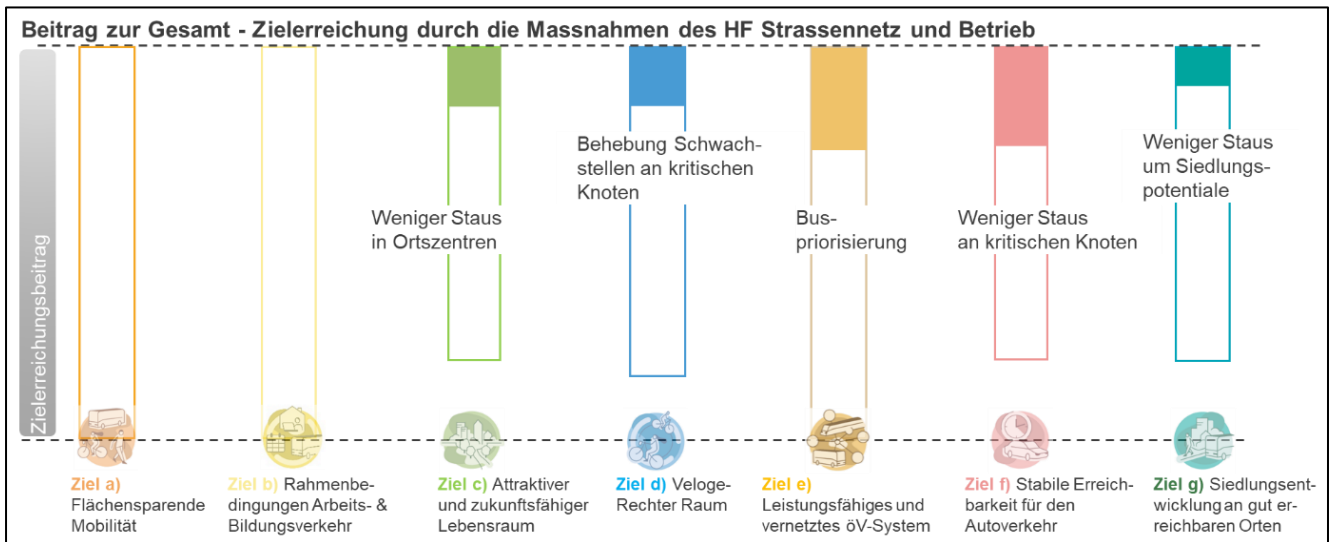 Beitrag zur Gesamt - Zielerreichung durch die Massnahmen des HF Strassennetz und Betrieb
Zielerreichungsbeitrag
Weniger Staus
in Ortszentren
Behebung Schwach-
stellen an kritischen
Knoten
Bus-
priorisierung
Weniger Staus
an kritischen Knoten
Weniger Staus
um Siedlungs-
potentiale
Ziel a)
Flächensparende
Mobilität
Ziel b) Rahmenbe-
dingungen Arbeits- &
Bildungsverkehr
Ziel c) Attraktiver
und zukunftsfähiger
Lebensraum
Ziel d) Veloge-
Rechter Raum
Ziel e)
Leistungsfähiges und
vernetztes öV-System
Ziel f) Stabile Erreich-
barkeit für den
Autoverkehr
Ziel g) Siedlungsent-
wicklung an gut er-
reichbaren Orten